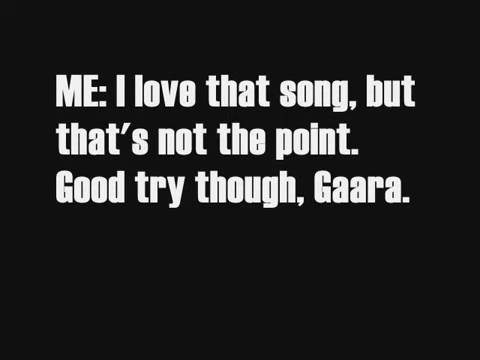 ME: I love that song, but
that's not the point.
Good try though, Gaara.